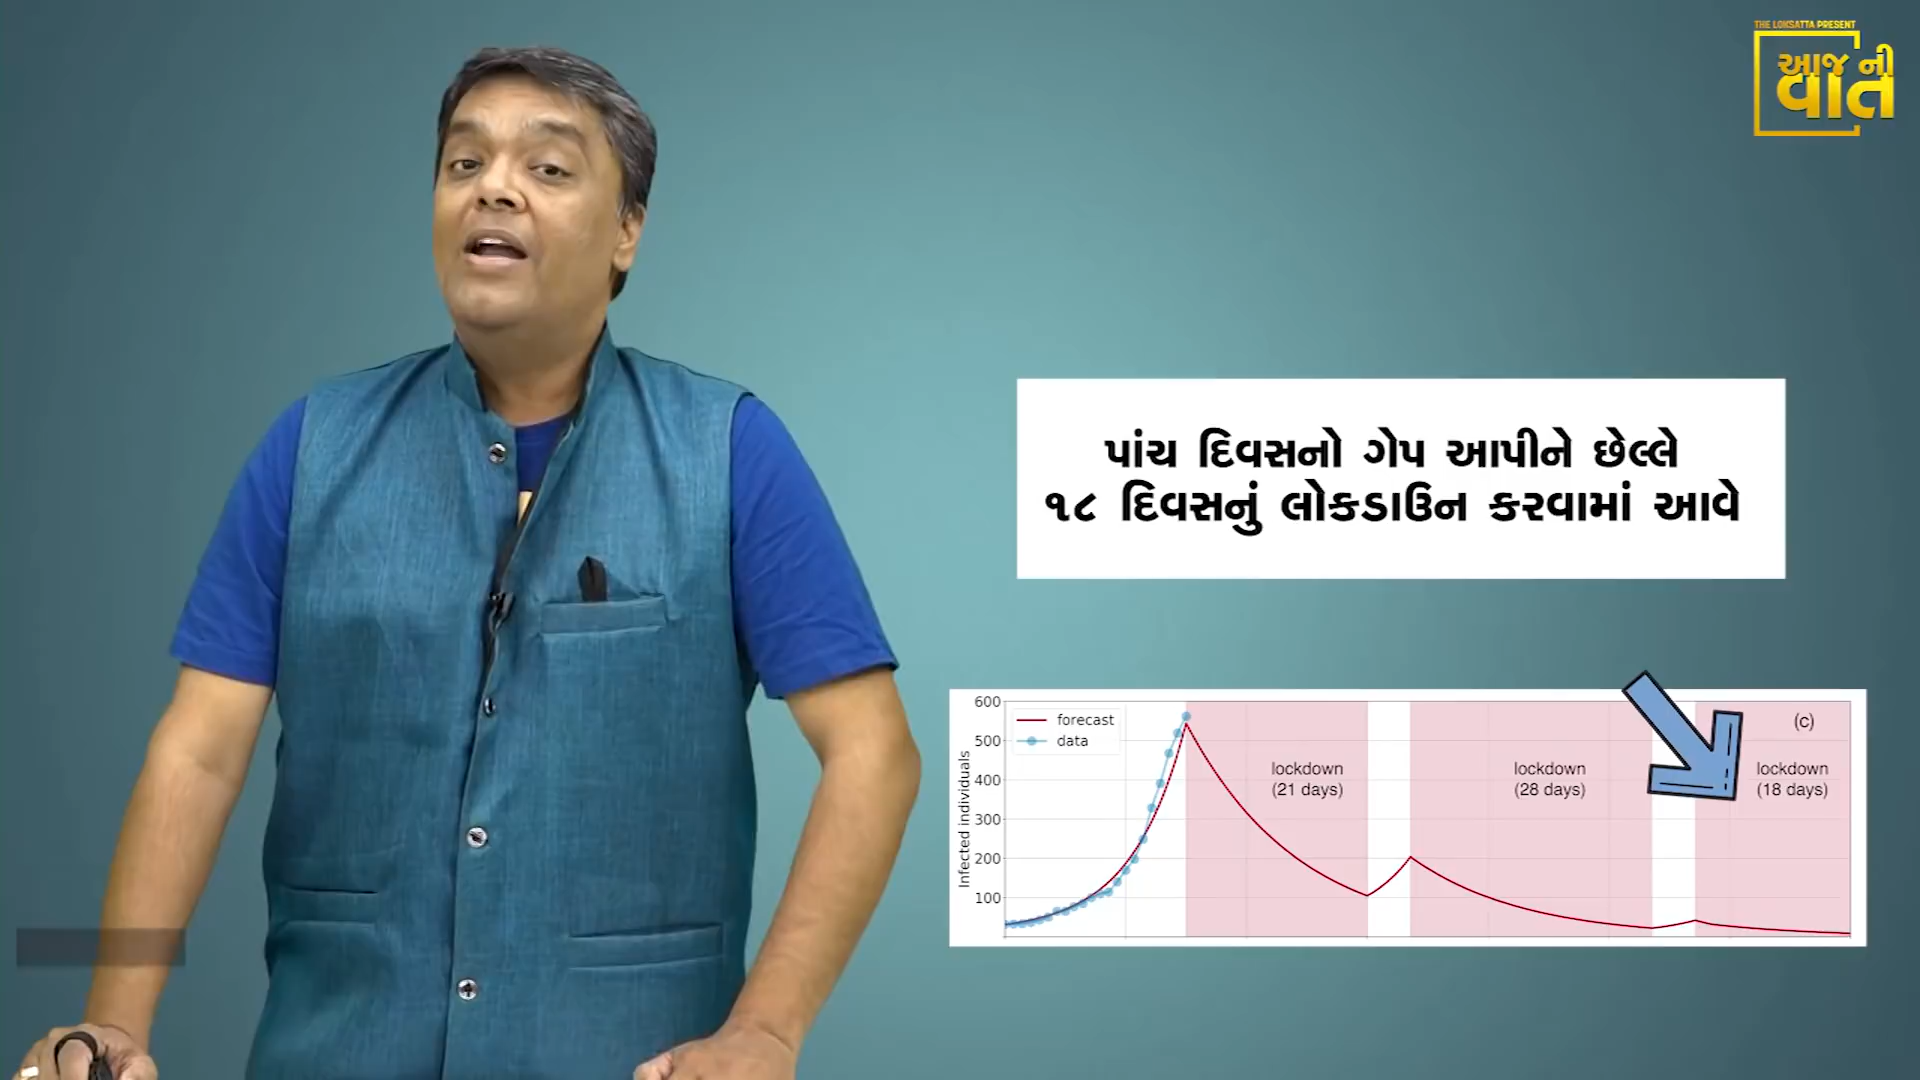 THE LOKSATTA PRESENT
આજ ની
વાત
પાંચ દિવસનો ગેપ આપીને છેલ્લે
૧૮ દિવસનું લોકડાઉન કરવામાં આવે
600
500
400
300
200
100
Infected individuals
forecast
data
lockdown
(21 days)
lockdown
(28 days)
(c)
lockdown
(18 days)